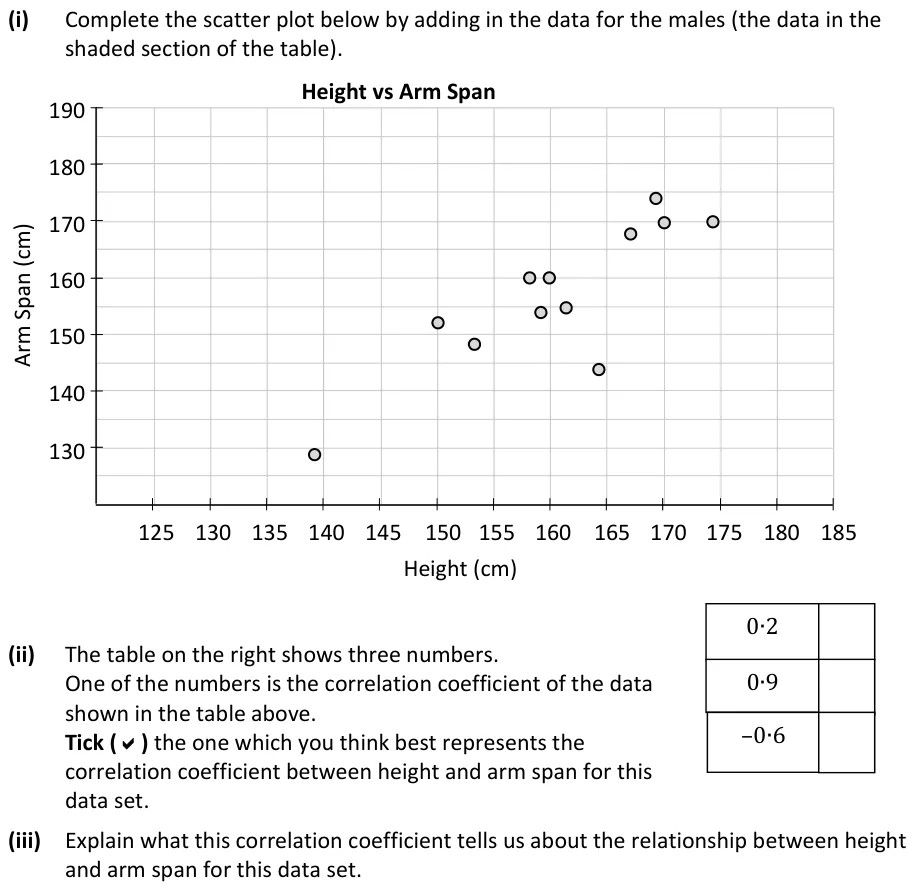 (i) Complete the scatter plot below by adding in the data for the males (the data in the
shaded section of the table).
Height vs Arm Span
190
180
170
160
150
140
130
Arm Span (cm)
125 130 135 140 145 150 155 160 165 170 175 180 185
Height (cm)
(ii) The table on the right shows three numbers.
One of the numbers is the correlation coefficient of the data
shown in the table above.
Tick (✔) the one which you think best represents the
correlation coefficient between height and arm span for this
data set.
0·2
0·9
–0·6
(iii) Explain what this correlation coefficient tells us about the relationship between height
and arm span for this data set.